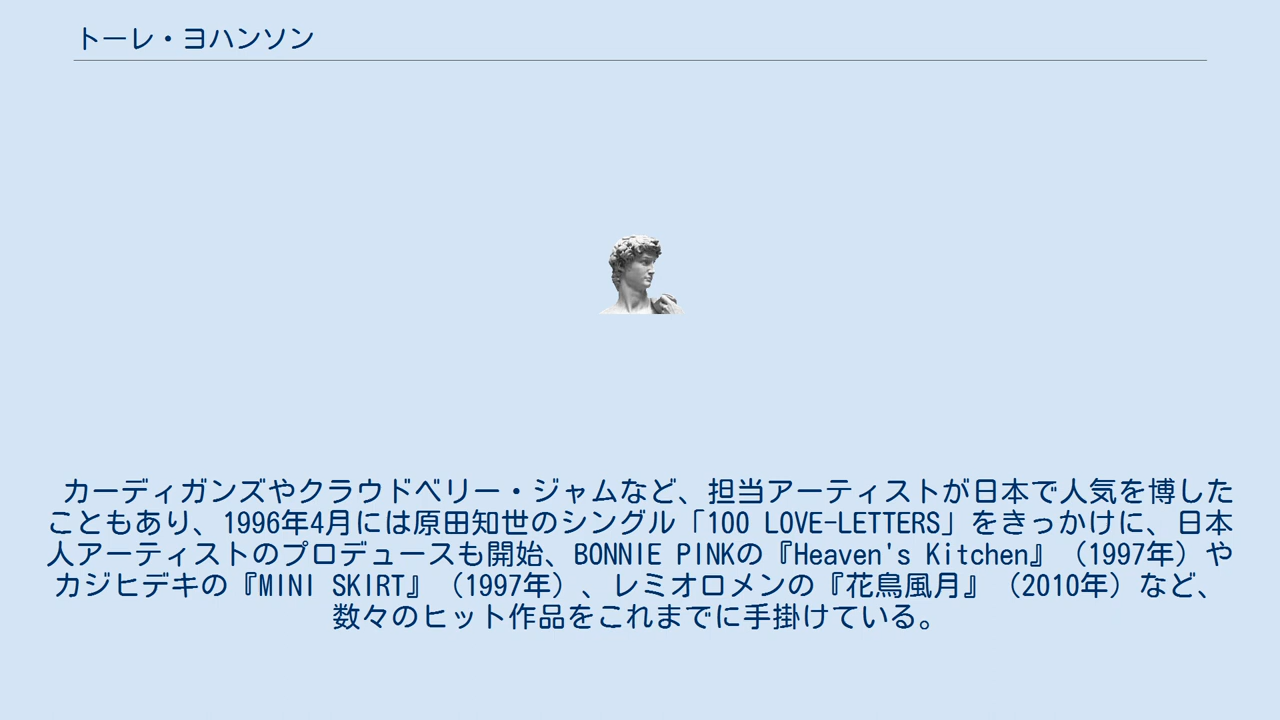 トーレ・ヨハンソン
カーディガンズやクラウドベリー・ジャムなど、担当アーティストが日本で人気を博した
こともあり、1996年4月には原田知世のシングル「100 LOVE-LETTERS」をきっかけに、日本
人アーティストのプロデュースも開始、BONNIE PINKの『Heaven's Kitchen』（1997年）や
カジヒデキの『MINI SKIRT』（1997年）、レミオロメンの『花鳥風月』（2010年）など、
数々のヒット作品をこれまでに手掛けている。